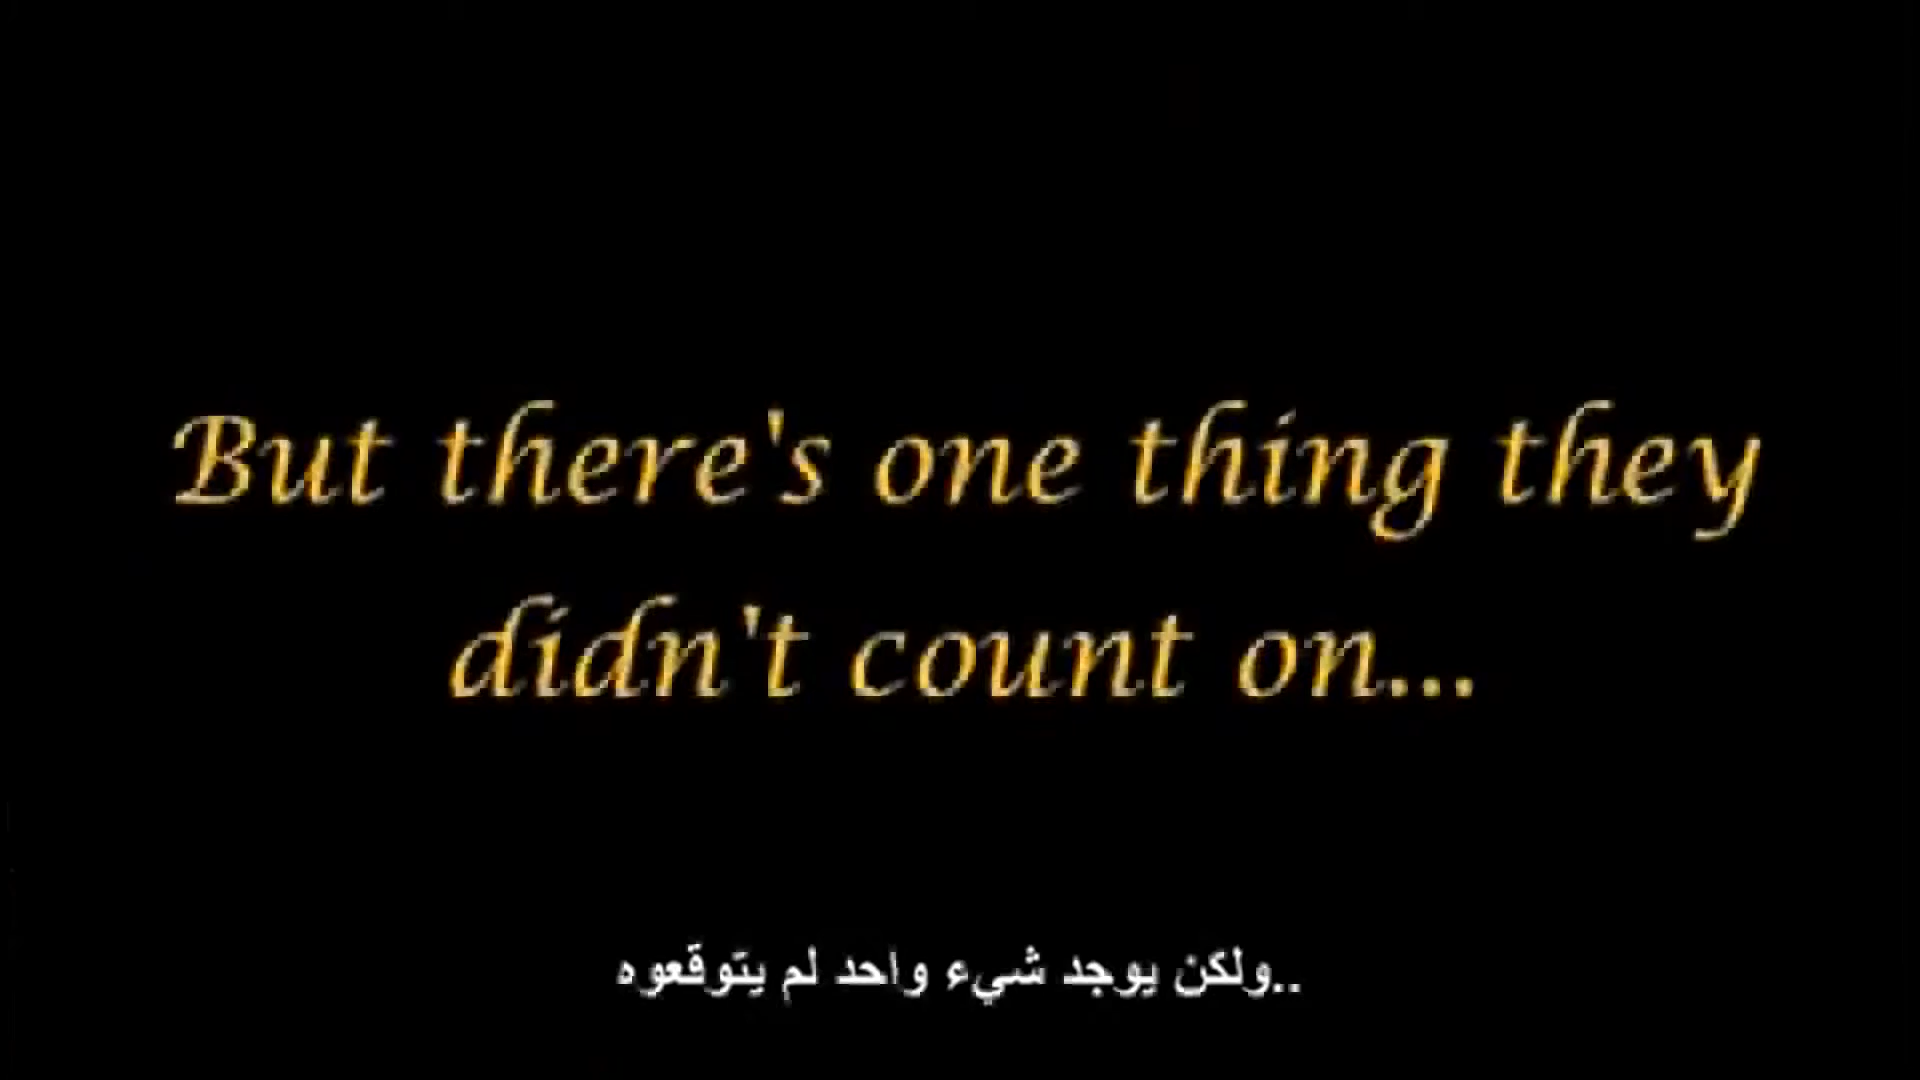 But there's one thing they
didn't count on...
..ولكن يوجد شيء واحد لم يتوقعوه